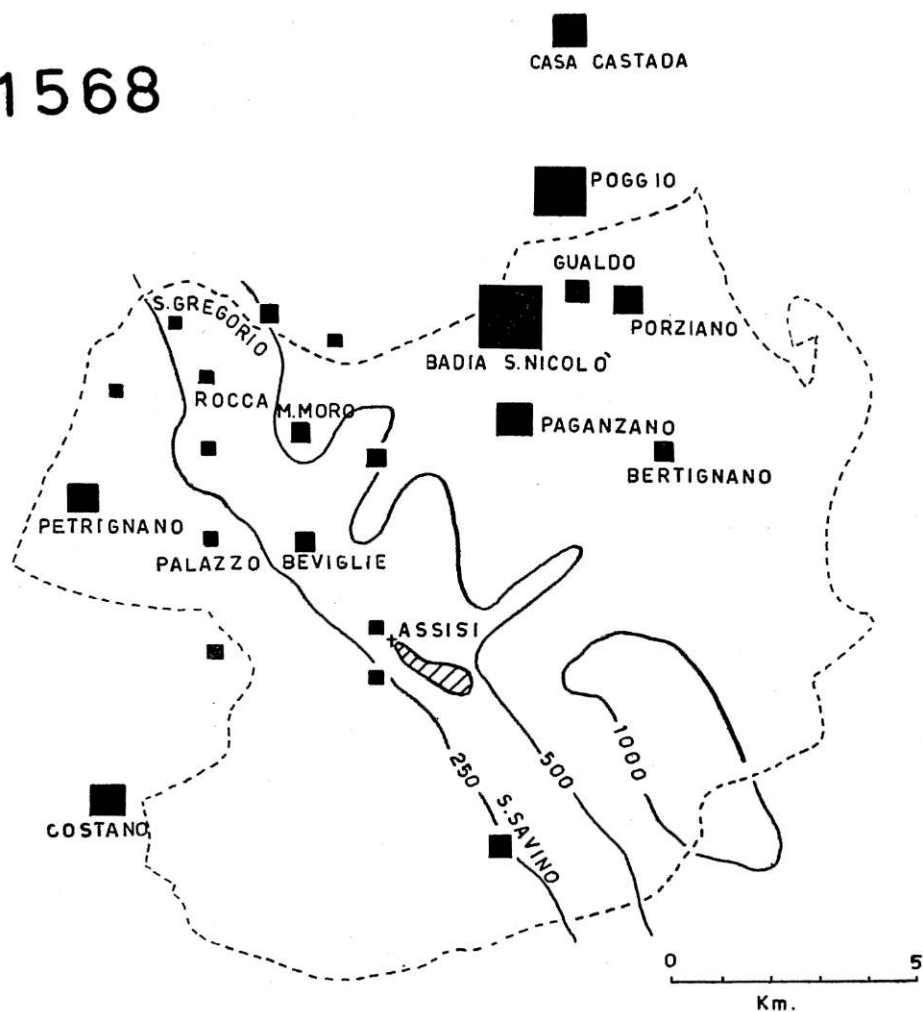 1568
CASA CASTADA
POGGIO
GUALDO
S.GREGORIO
PORZIANO
BADIA S.NICOLÒ
ROCCA
M.MORO
PAGANZANO
BERTIGNANO
PETRIGNANO
PALAZZO
BEVIGLIE
ASSISI
250
500
1000
S.SAVINO
COSTANO
0 5
Km.